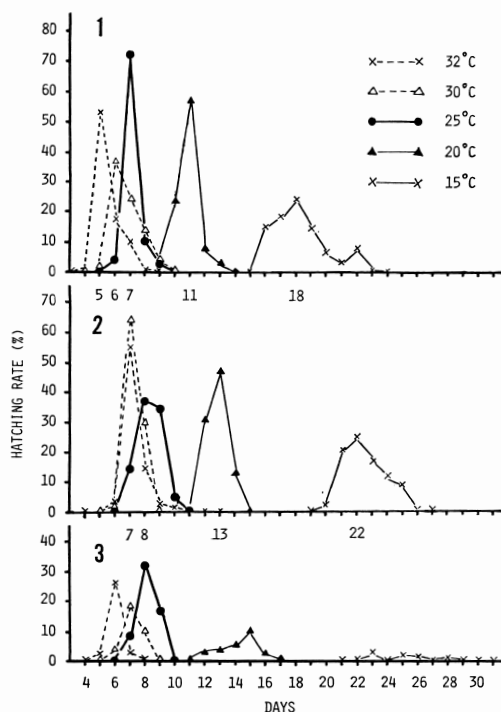 1
80
70
60
50
40
30
20
10
0
×-----× 32°C
△-----△ 30°C
●——● 25°C
▲——▲ 20°C
×——× 15°C
5 6 7 11 18
2
70
60
50
40
30
20
10
0
7 8 13 22
3
40
30
20
10
0
4 6 8 10 12 14 16 18 20 22 24 26 28 30
DAYS
HATCHING RATE (%)